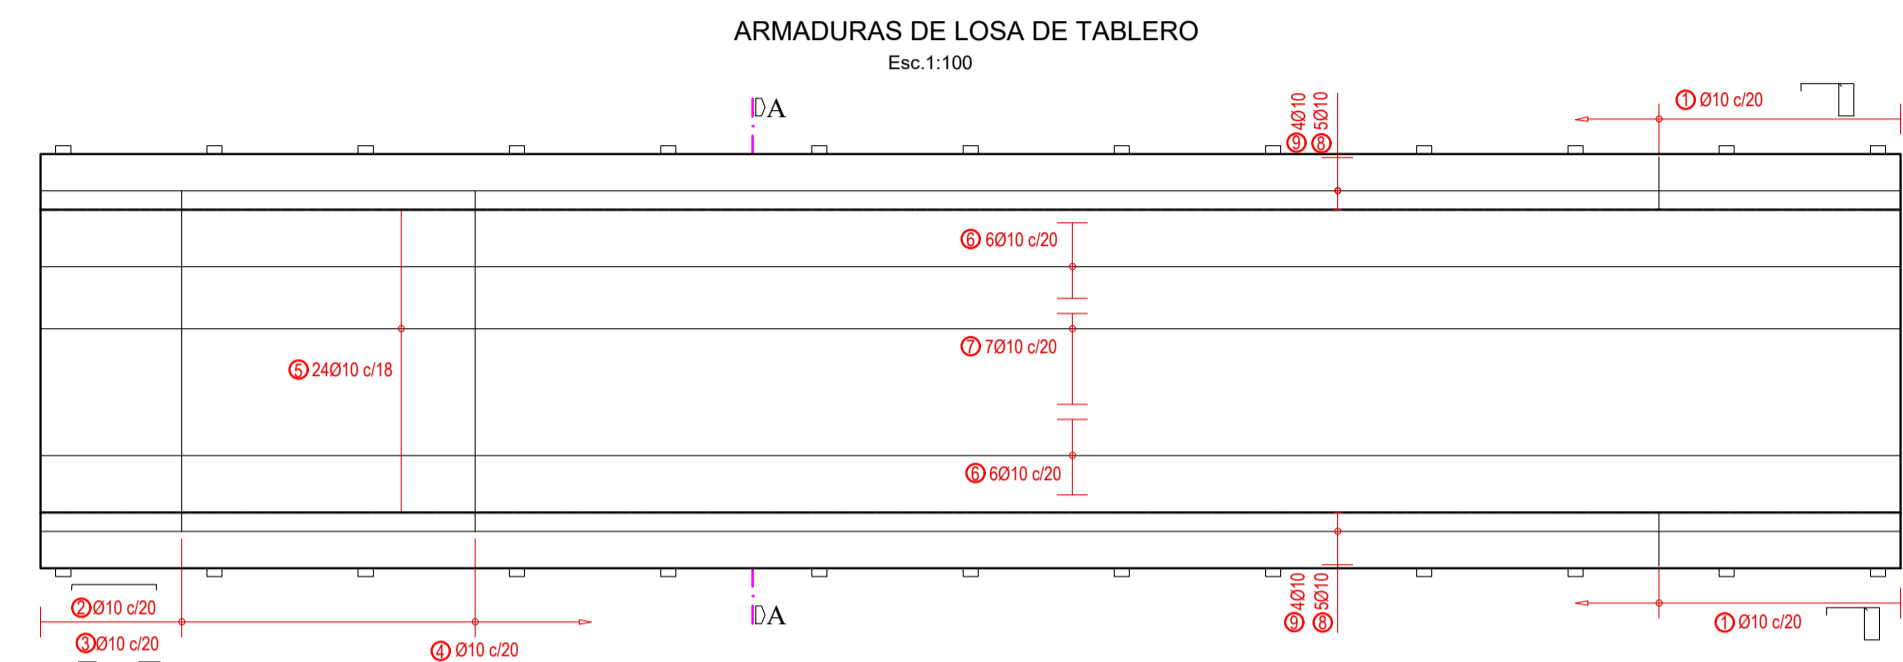 ARMADURAS DE LOSA DE TABLERO
Esc.1:100
A
9 4Ø10
8 5Ø10
1 Ø10 c/20
6 6Ø10 c/20
7 7Ø10 c/20
5 24Ø10 c/18
6 6Ø10 c/20
2 Ø10 c/20
3 Ø10 c/20
4 Ø10 c/20
A
9 4Ø10
8 5Ø10
1 Ø10 c/20